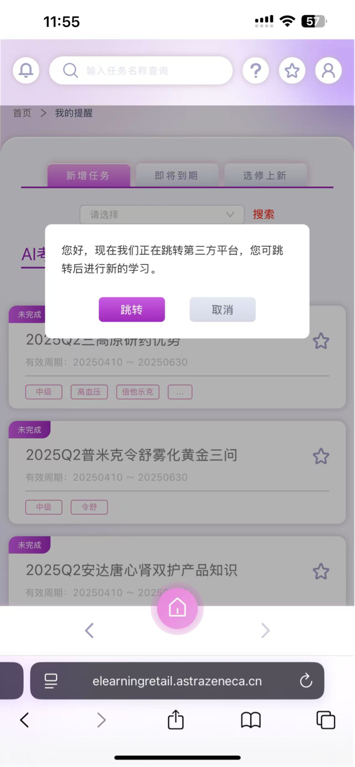 11:55
57
输入任务名称查询
首页 > 我的提醒
新增任务
即将到期
选修上新
请选择
搜索
AI考
您好，现在我们正在跳转第三方平台，您可跳
转后进行新的学习。
跳转
取消
未完成
2025Q2三高原研药优势
有效周期：20250410 ～ 20250630
中级
高血压
倍他乐克
...
未完成
2025Q2普米克令舒雾化黄金三问
有效周期：20250410 ～ 20250630
中级
令舒
未完成
2025Q2安达唐心肾双护产品知识
有效周期：20250410 ～ 20250630
elearningretail.astrazeneca.cn